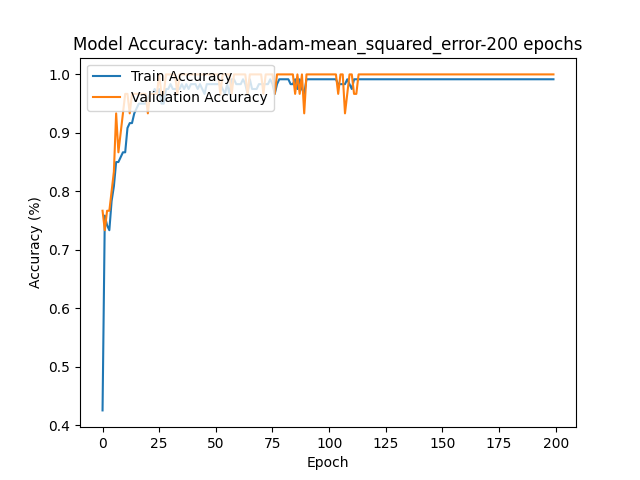 Model Accuracy: tanh-adam-mean_squared_error-200 epochs
Train Accuracy
Validation Accuracy
1.0
0.9
0.8
0.7
0.6
0.5
0.4
Accuracy (%)
0 25 50 75 100 125 150 175 200
Epoch